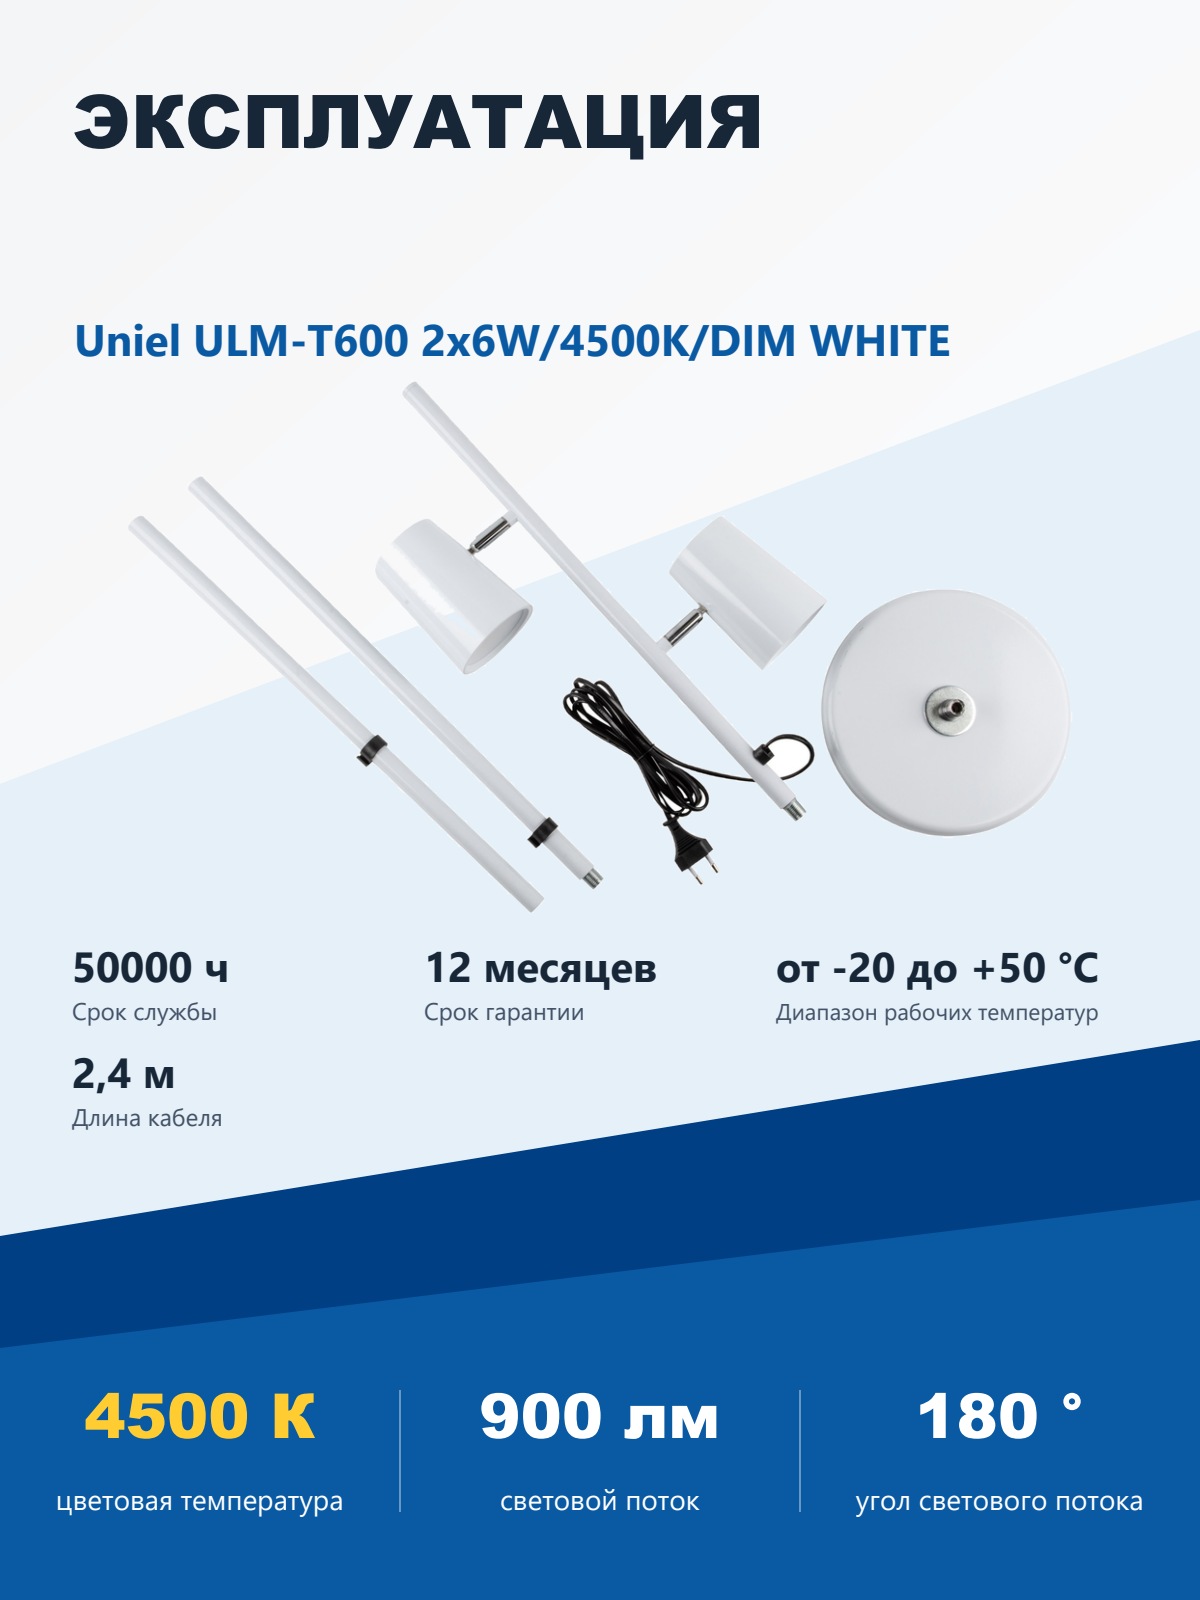 ЭКСПЛУАТАЦИЯ
Uniel ULM-T600 2x6W/4500K/DIM WHITE
50000 ч
Срок службы
12 месяцев
Срок гарантии
от -20 до +50 °C
Диапазон рабочих температур
2,4 м
Длина кабеля
4500 К
цветовая температура
900 лм
световой поток
180 °
угол светового потока